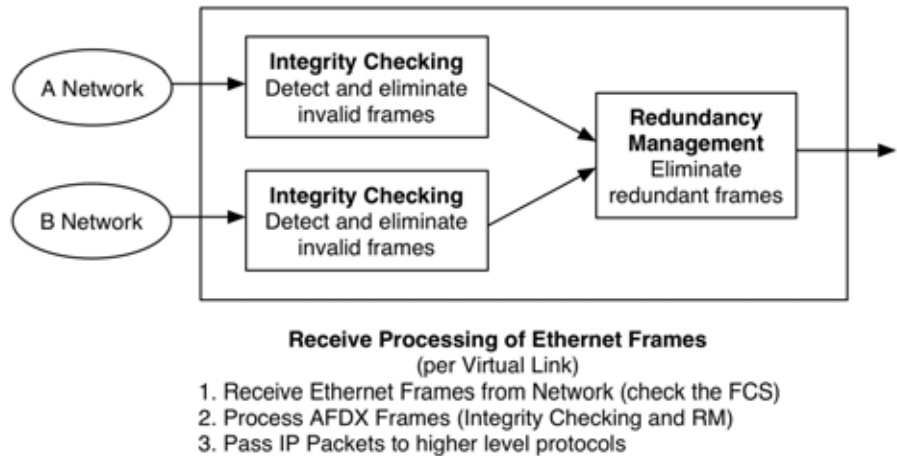 A Network
Integrity Checking
Detect and eliminate
invalid frames
B Network
Integrity Checking
Detect and eliminate
invalid frames
Redundancy
Management
Eliminate
redundant frames
Receive Processing of Ethernet Frames
(per Virtual Link)
1. Receive Ethernet Frames from Network (check the FCS)
2. Process AFDX Frames (Integrity Checking and RM)
3. Pass IP Packets to higher level protocols